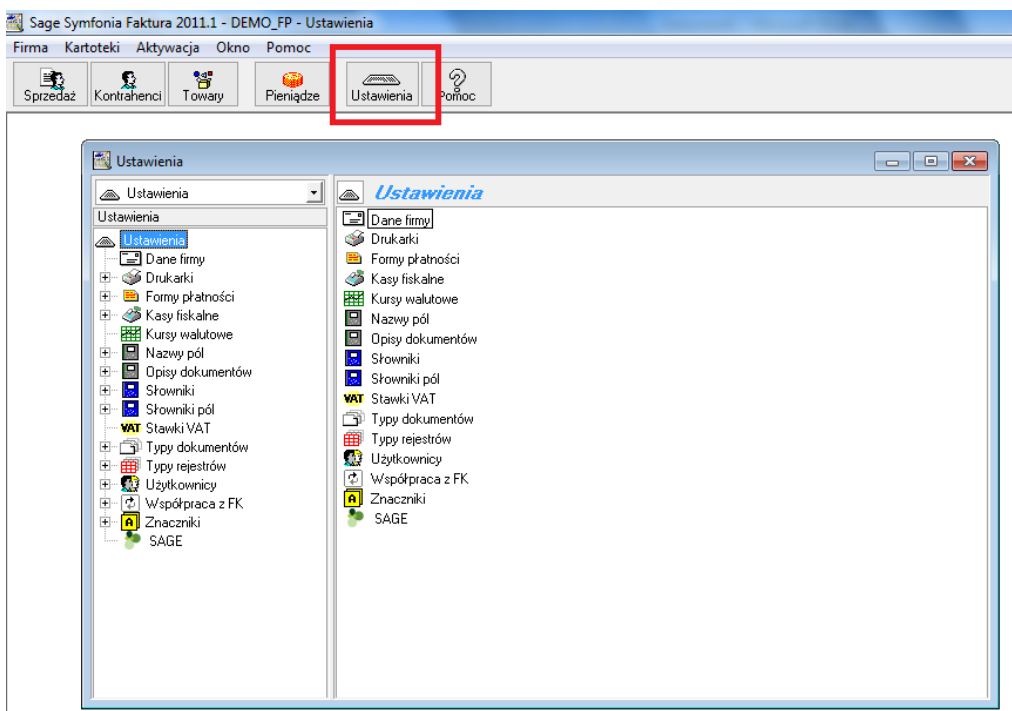 Sage Symfonia Faktura 2011.1 - DEMO_FP - Ustawienia
Firma Kartoteki Aktywacja Okno Pomoc
Sprzedaż Kontrahenci Towary Pieniądze Ustawienia Pomoc
Ustawienia
Ustawienia
Ustawienia
Ustawienia
Dane firmy
Drukarki
Formy płatności
Kasy fiskalne
Kursy walutowe
Nazwy pól
Opisy dokumentów
Słowniki
Słowniki pól
VAT Stawki VAT
Typy dokumentów
Typy rejestrów
Użytkownicy
Współpraca z FK
A Znaczniki
SAGE
Ustawienia
Dane firmy
Drukarki
Formy płatności
Kasy fiskalne
Kursy walutowe
Nazwy pól
Opisy dokumentów
Słowniki
Słowniki pól
VAT Stawki VAT
Typy dokumentów
Typy rejestrów
Użytkownicy
Współpraca z FK
A Znaczniki
SAGE